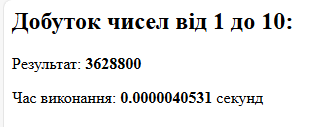 Добуток чисел від 1 до 10:
Результат: 3628800
Час виконання: 0.0000040531 секунд